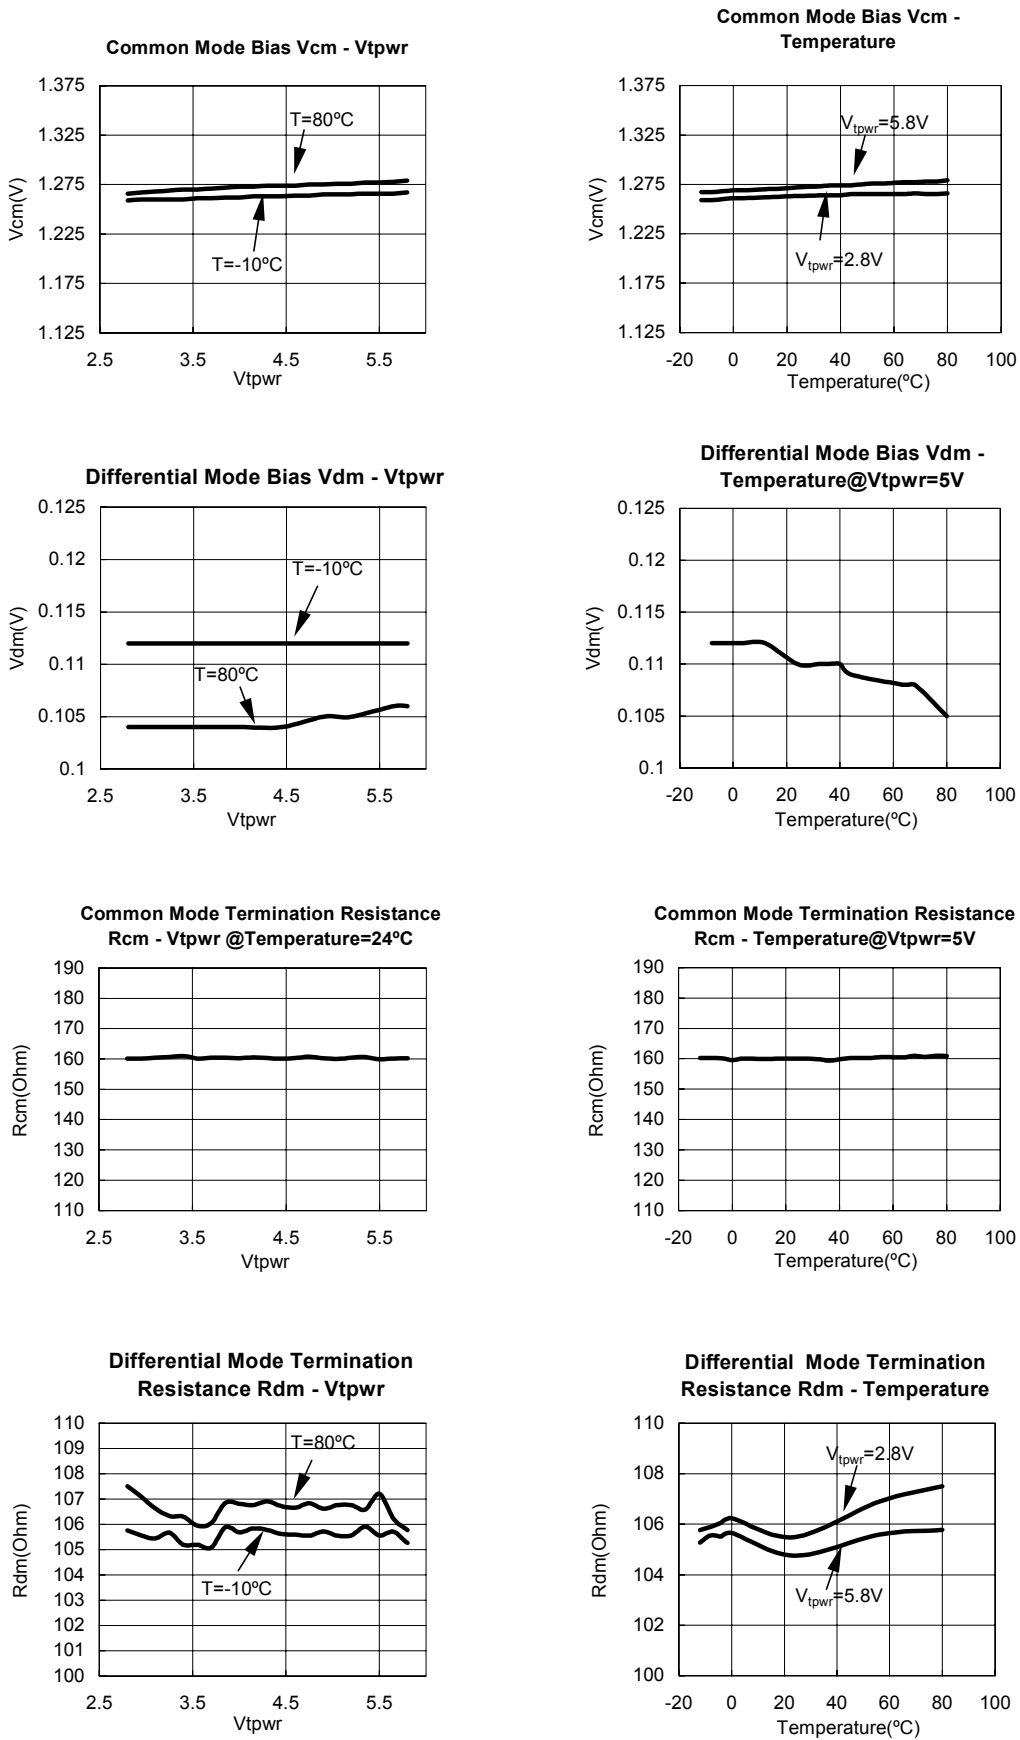 Common Mode Bias Vcm - Vtpwr
1.375
1.325
1.275
1.225
1.175
1.125
Vcm(V)
T=80ºC
T=-10ºC
2.5 3.5 4.5 5.5
Vtpwr
Common Mode Bias Vcm -
Temperature
1.375
1.325
1.275
1.225
1.175
1.125
Vcm(V)
Vtpwr=5.8V
Vtpwr=2.8V
-20 0 20 40 60 80 100
Temperature(ºC)
Differential Mode Bias Vdm - Vtpwr
0.125
0.12
0.115
0.11
0.105
0.1
Vdm(V)
T=-10ºC
T=80ºC
2.5 3.5 4.5 5.5
Vtpwr
Differential Mode Bias Vdm -
Temperature@Vtpwr=5V
0.125
0.12
0.115
0.11
0.105
0.1
Vdm(V)
-20 0 20 40 60 80 100
Temperature(ºC)
Common Mode Termination Resistance
Rcm - Vtpwr @Temperature=24ºC
190
180
170
160
150
140
130
120
110
Rcm(Ohm)
2.5 3.5 4.5 5.5
Vtpwr
Common Mode Termination Resistance
Rcm - Temperature@Vtpwr=5V
190
180
170
160
150
140
130
120
110
Rcm(Ohm)
-20 0 20 40 60 80 100
Temperature(ºC)
Differential Mode Termination
Resistance Rdm - Vtpwr
110
109
108
107
106
105
104
103
102
101
100
Rdm(Ohm)
T=80ºC
T=-10ºC
2.5 3.5 4.5 5.5
Vtpwr
Differential Mode Termination
Resistance Rdm - Temperature
110
108
106
104
102
100
Rdm(Ohm)
Vtpwr=2.8V
Vtpwr=5.8V
-20 0 20 40 60 80 100
Temperature(ºC)